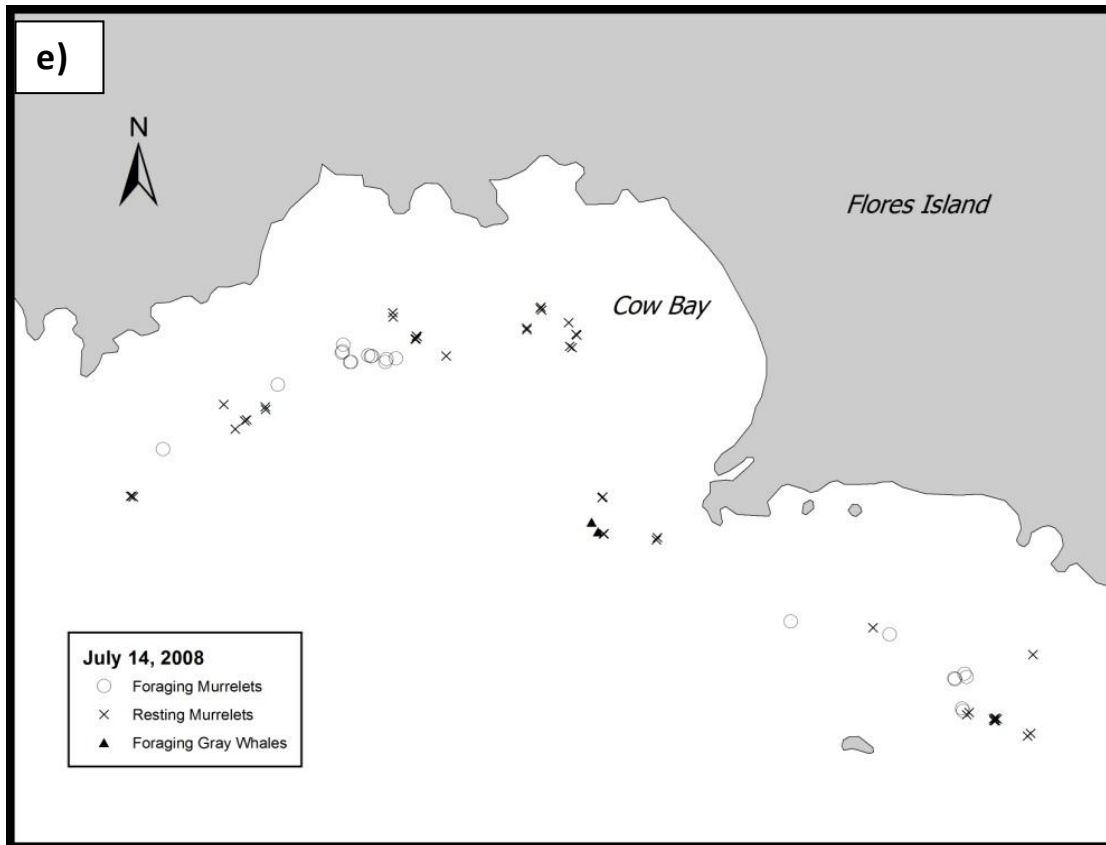 e)
N
Flores Island
Cow Bay
July 14, 2008
Foraging Murrelets
Resting Murrelets
Foraging Gray Whales